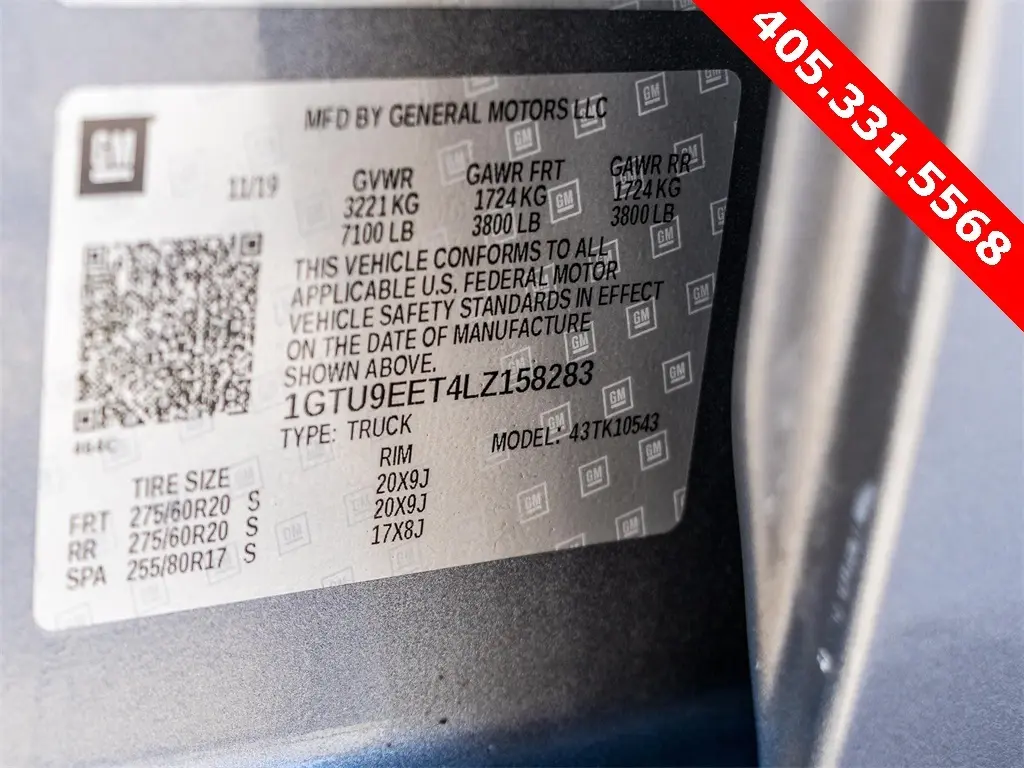 405.331.5568
MFD BY GENERAL MOTORS LLC
GM
11/19
GVWR GAWR FRT GAWR RR
3221 KG 1724 KG 1724 KG
7100 LB 3800 LB 3800 LB
THIS VEHICLE CONFORMS TO ALL
APPLICABLE U.S. FEDERAL MOTOR
VEHICLE SAFETY STANDARDS IN EFFECT
ON THE DATE OF MANUFACTURE
SHOWN ABOVE.
1GTU9EET4LZ158283
TYPE: TRUCK MODEL: 43TK10543
TIRE SIZE RIM
FRT 275/60R20 S 20X9J
RR 275/60R20 S 20X9J
SPA 255/80R17 S 17X8J